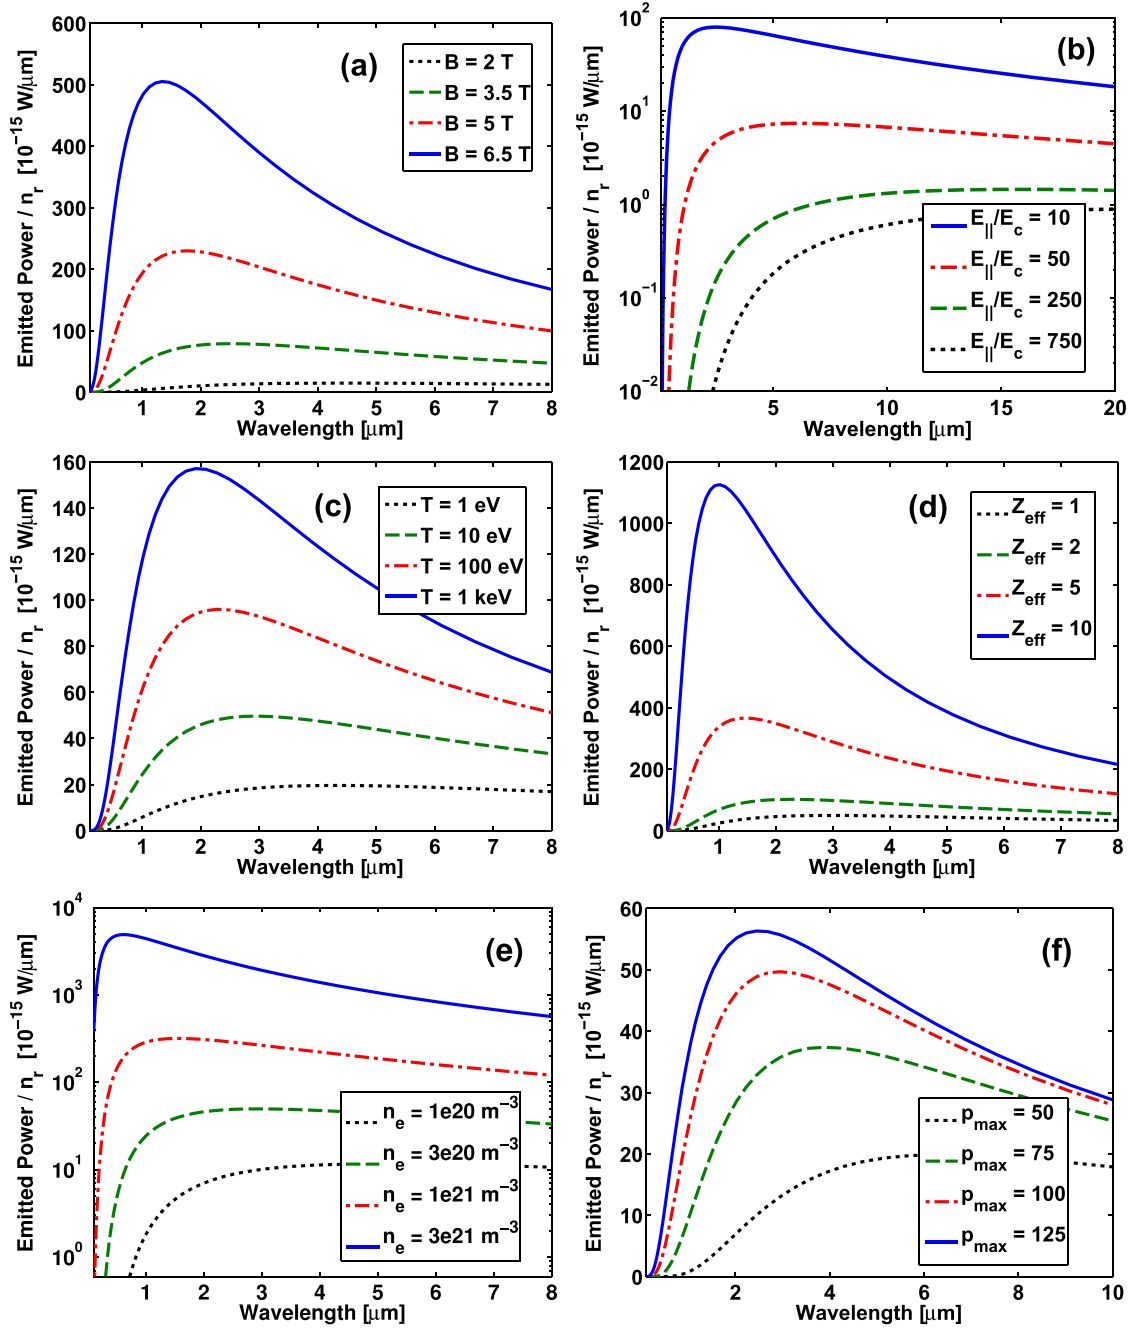 (a)
Emitted Power / n_r [10^−15 W/μm]
600
500
400
300
200
100
0
B = 2 T
B = 3.5 T
B = 5 T
B = 6.5 T
1 2 3 4 5 6 7 8
Wavelength [μm]
(b)
Emitted Power / n_r [10^−15 W/μm]
10^2
10^1
10^0
10^−1
10^−2
E_||/E_c = 10
E_||/E_c = 50
E_||/E_c = 250
E_||/E_c = 750
5 10 15 20
Wavelength [μm]
(c)
Emitted Power / n_r [10^−15 W/μm]
160
140
120
100
80
60
40
20
0
T = 1 eV
T = 10 eV
T = 100 eV
T = 1 keV
1 2 3 4 5 6 7 8
Wavelength [μm]
(d)
Emitted Power / n_r [10^−15 W/μm]
1200
1000
800
600
400
200
0
Z_eff = 1
Z_eff = 2
Z_eff = 5
Z_eff = 10
1 2 3 4 5 6 7 8
Wavelength [μm]
(e)
Emitted Power / n_r [10^−15 W/μm]
10^4
10^3
10^2
10^1
10^0
n_e = 1e20 m^−3
n_e = 3e20 m^−3
n_e = 1e21 m^−3
n_e = 3e21 m^−3
1 2 3 4 5 6 7 8
Wavelength [μm]
(f)
Emitted Power / n_r [10^−15 W/μm]
60
50
40
30
20
10
0
p_max = 50
p_max = 75
p_max = 100
p_max = 125
2 4 6 8 10
Wavelength [μm]